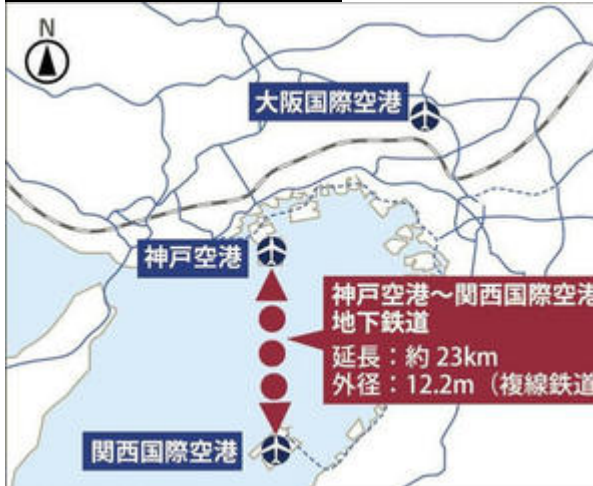 N
大阪国際空港
神戸空港
神戸空港～関西国際空港
地下鉄道
延長：約 23km
外径：12.2m（複線鉄道
関西国際空港